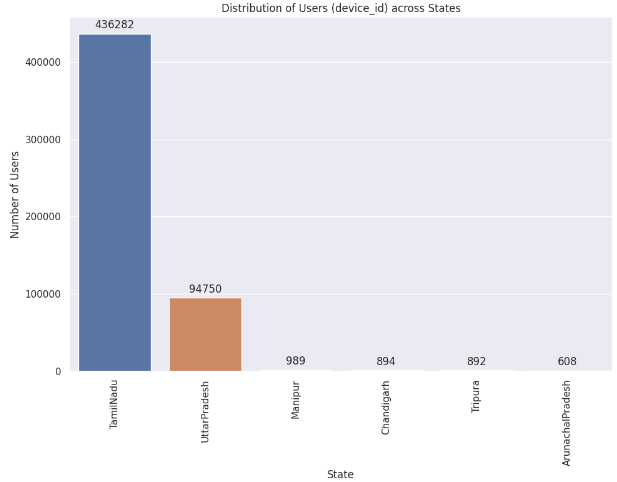 Distribution of Users (device_id) across States
436282
400000
300000
Number of Users
200000
94750
100000
989
894
892
608
0
TamilNadu
UttarPradesh
Manipur
Chandigarh
Tripura
ArunachalPradesh
State